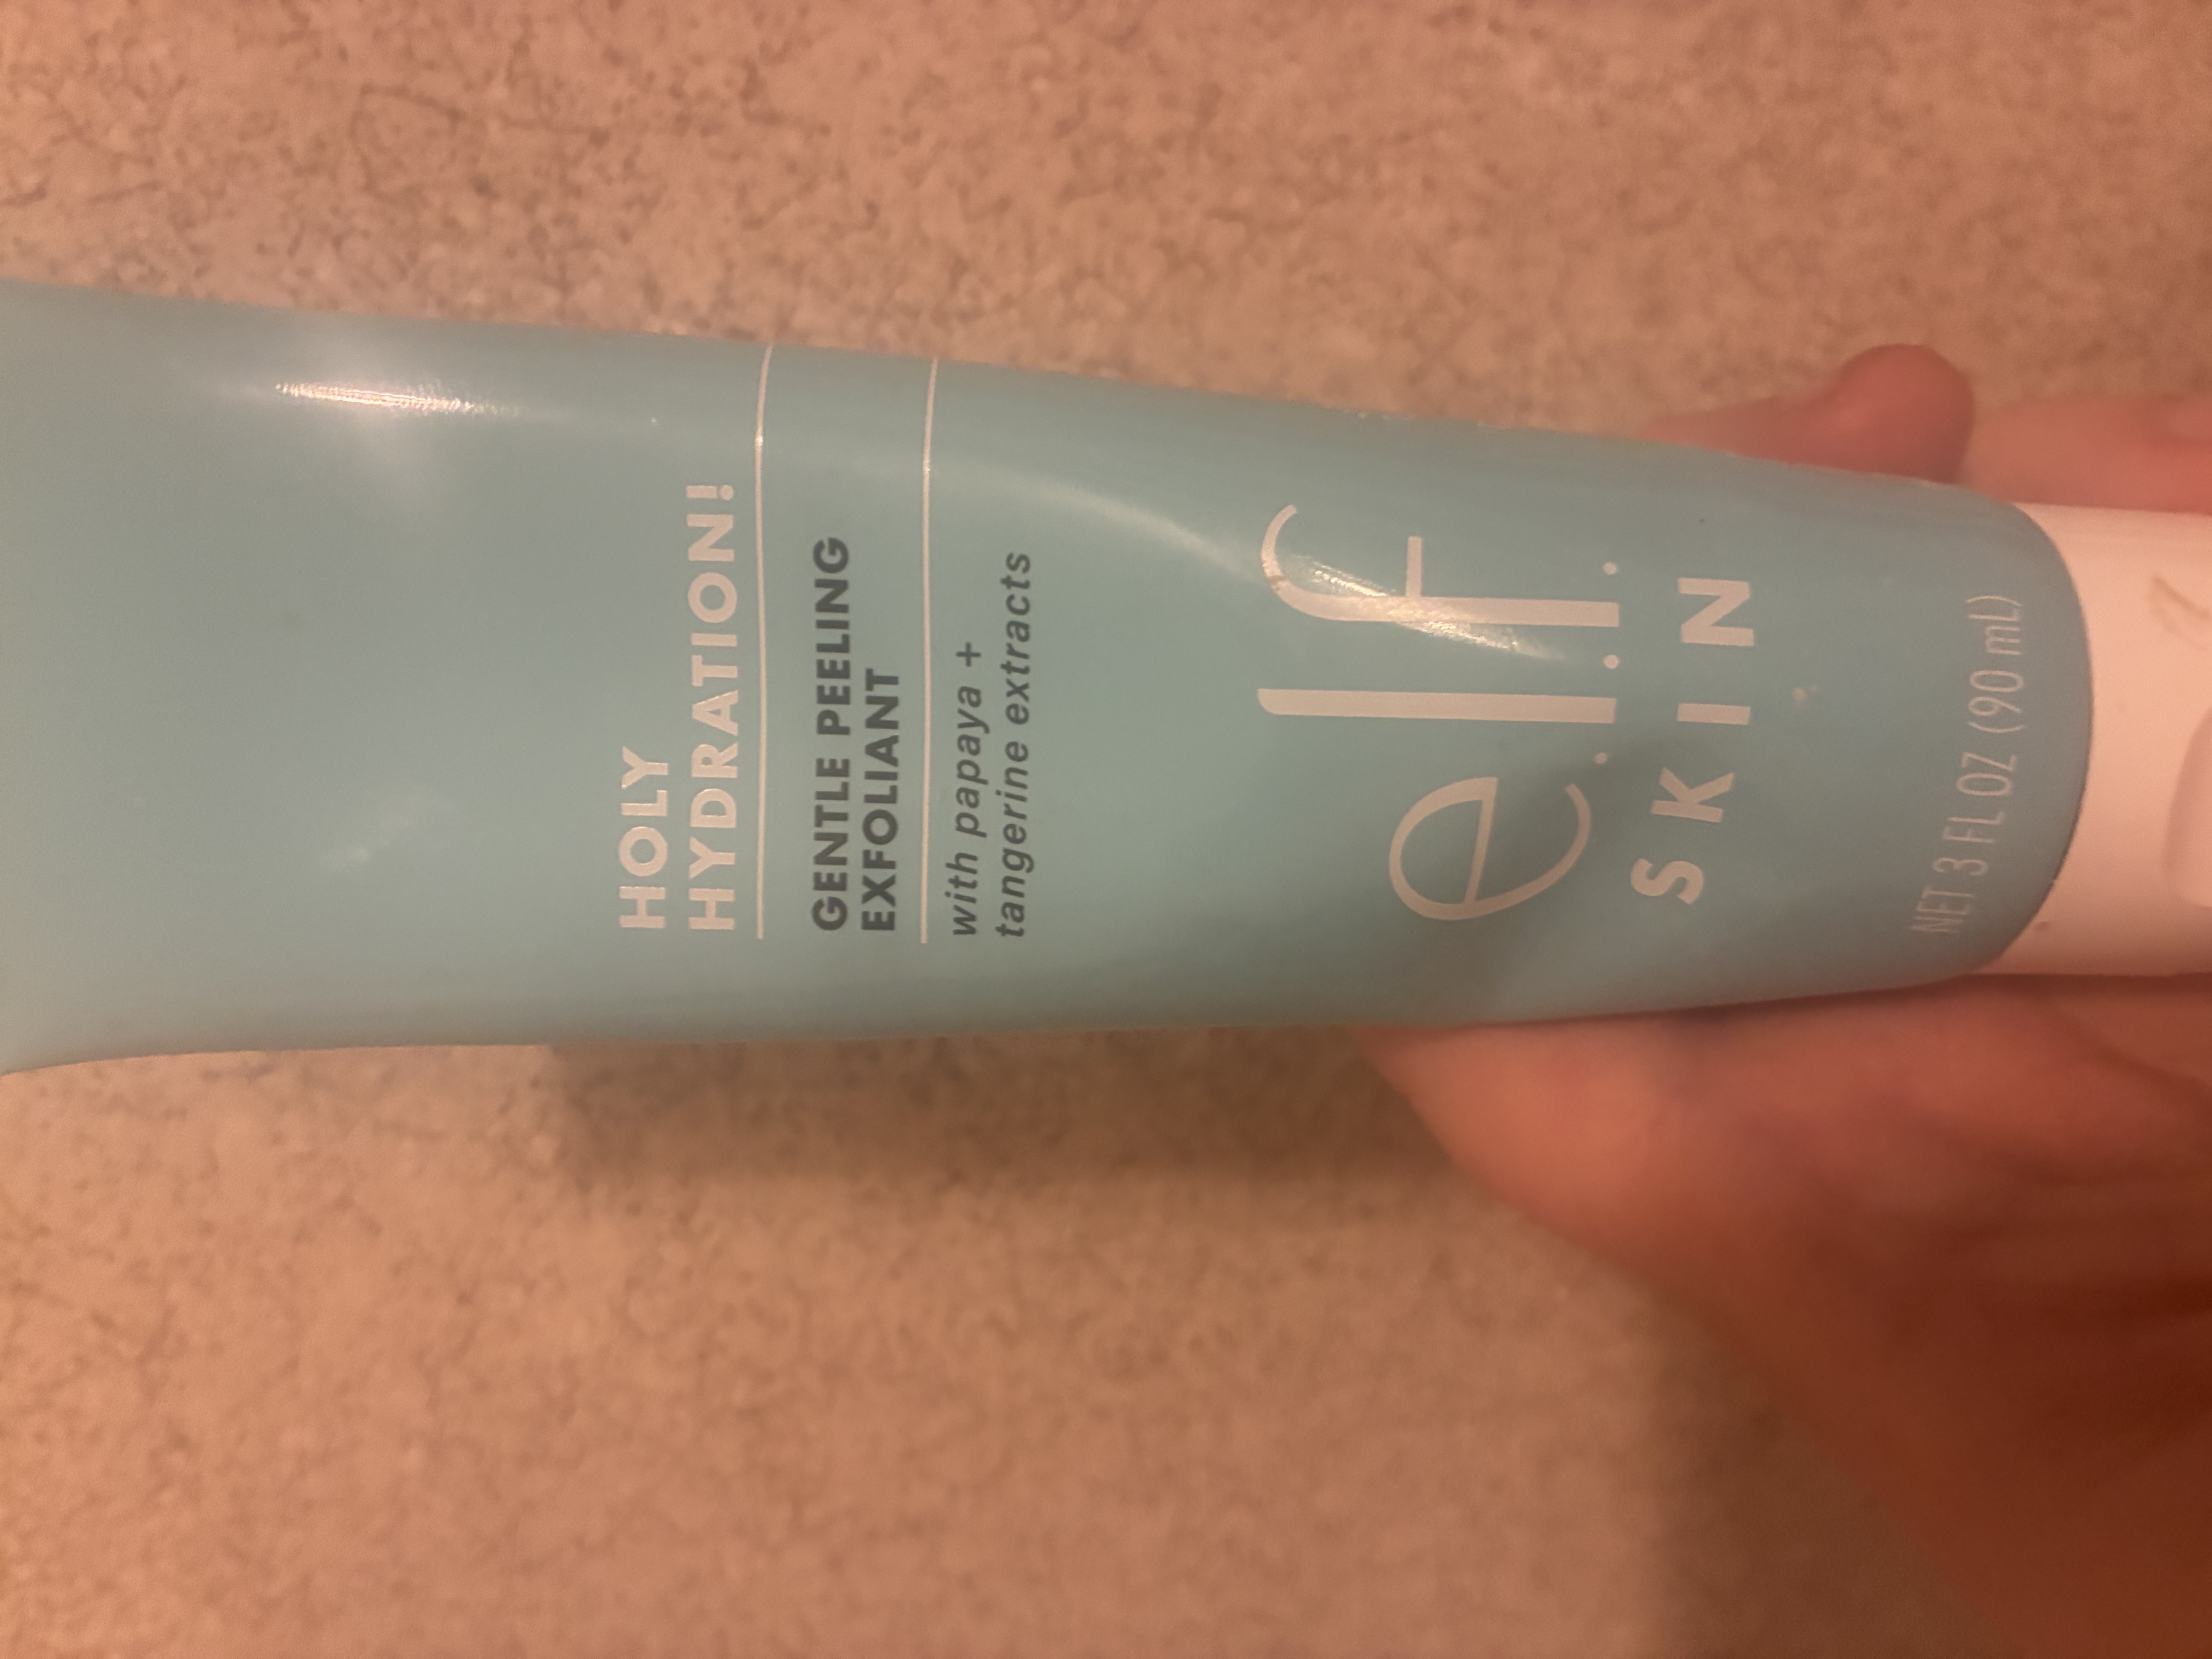 HOLY
HYDRATION!
GENTLE PEELING
EXFOLIANT
with papaya +
tangerine extracts
e.l.f.
SKIN
NET 3 FL OZ (90 mL)